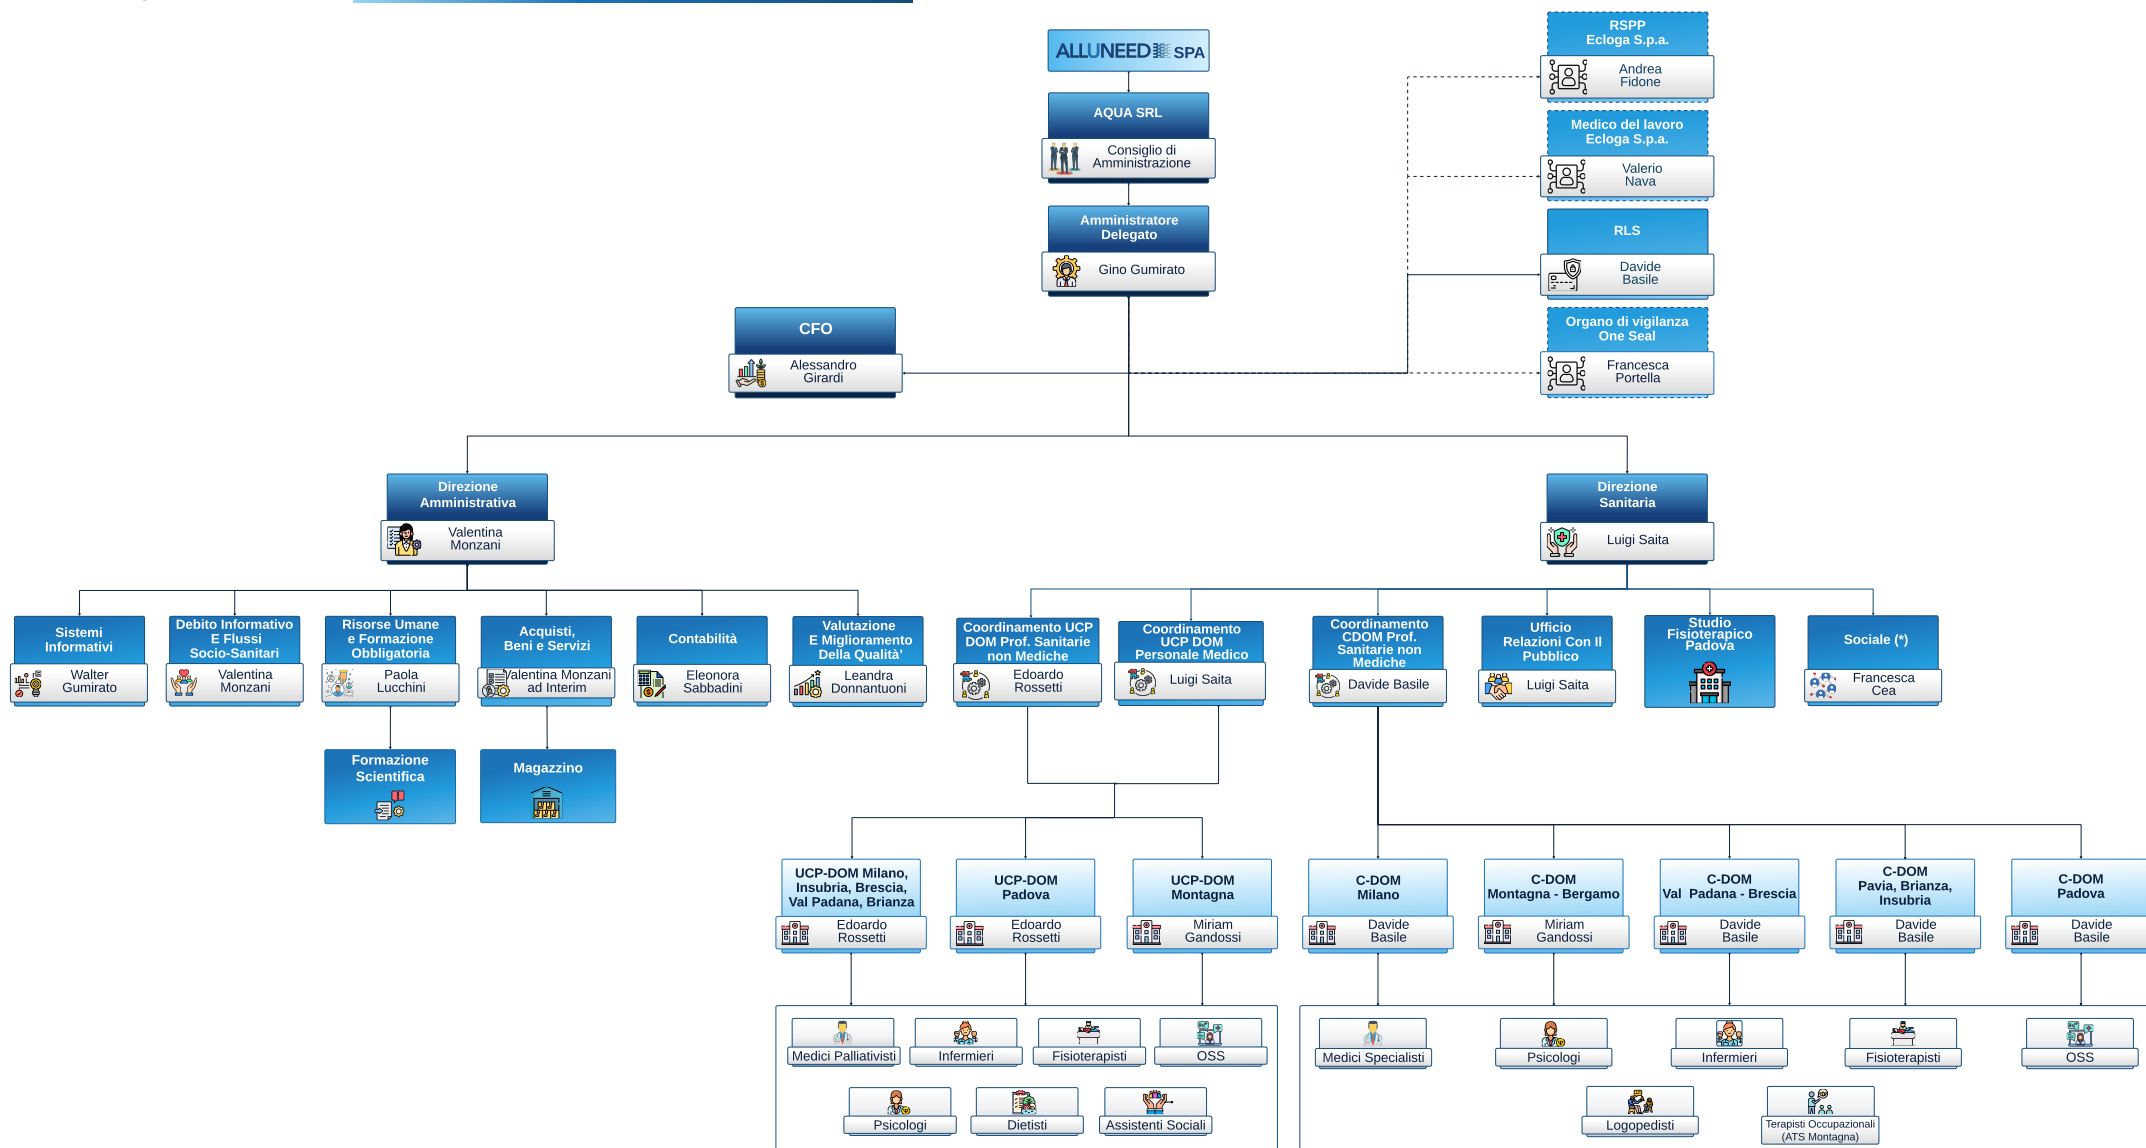 ALLUNEED SPA
AQUA SRL
Consiglio di
Amministrazione
Amministratore
Delegato
Gino Gumirato
CFO
Alessandro
Girardi
RSPP
Ecloga S.p.a.
Andrea
Fidone
Medico del lavoro
Ecloga S.p.a.
Valerio
Nava
RLS
Davide
Basile
Organo di vigilanza
One Seal
Francesca
Portella
Direzione
Amministrativa
Valentina
Monzani
Direzione
Sanitaria
Luigi Saita
Sistemi
Informativi
Walter
Gumirato
Debito Informativo
E Flussi
Socio-Sanitari
Valentina
Monzani
Risorse Umane
e Formazione
Obbligatoria
Paola
Lucchini
Acquisti,
Beni e Servizi
Valentina Monzani
ad Interim
Contabilità
Eleonora
Sabbadini
Valutazione
E Miglioramento
Della Qualità’
Leandra
Donnantuoni
Coordinamento UCP
DOM Prof. Sanitarie
non Mediche
Edoardo
Rossetti
Coordinamento
UCP DOM
Personale Medico
Luigi Saita
Coordinamento
CDOM Prof.
Sanitarie non
Mediche
Davide Basile
Ufficio
Relazioni Con Il
Pubblico
Luigi Saita
Studio
Fisioterapico
Padova
Sociale (*)
Francesca
Cea
Formazione
Scientifica
Magazzino
UCP-DOM Milano,
Insubria, Brescia,
Val Padana, Brianza
Edoardo
Rossetti
UCP-DOM
Padova
Edoardo
Rossetti
UCP-DOM
Montagna
Miriam
Gandossi
C-DOM
Milano
Davide
Basile
C-DOM
Montagna - Bergamo
Miriam
Gandossi
C-DOM
Val Padana - Brescia
Davide
Basile
C-DOM
Pavia, Brianza,
Insubria
Davide
Basile
C-DOM
Padova
Davide
Basile
Medici Palliativisti
Infermieri
Fisioterapisti
OSS
Psicologi
Dietisti
Assistenti Sociali
Medici Specialisti
Psicologi
Infermieri
Fisioterapisti
OSS
Logopedisti
Terapisti Occupazionali
(ATS Montagna)